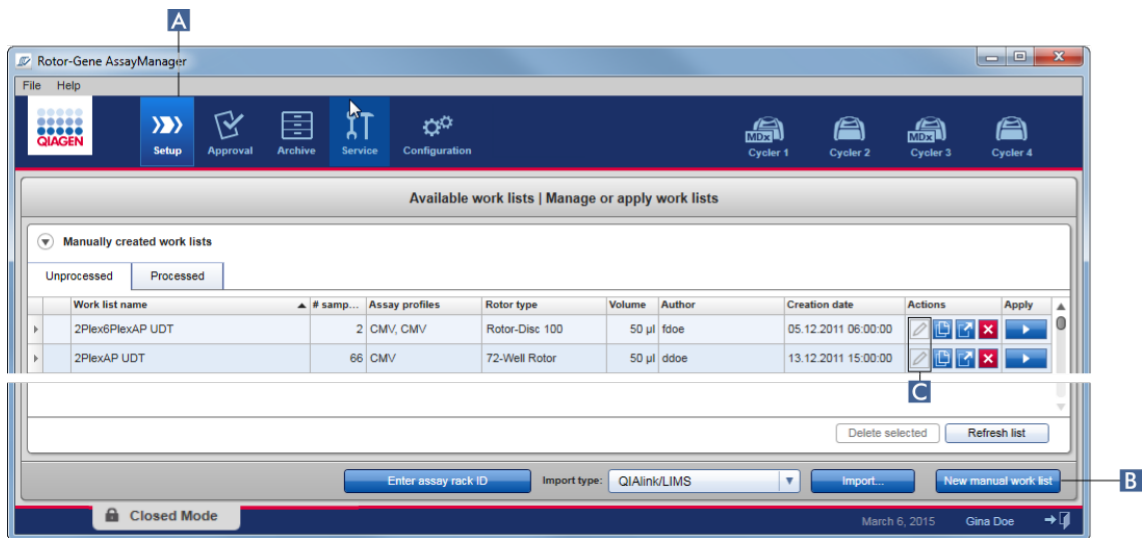 A
Rotor-Gene AssayManager
File Help
QIAGEN
Setup Approval Archive Service Configuration
MDx Cycler 1 Cycler 2 MDx Cycler 3 Cycler 4
Available work lists | Manage or apply work lists
Manually created work lists
Unprocessed Processed
Work list name # samp... Assay profiles Rotor type Volume Author Creation date Actions Apply
2Plex6PlexAP UDT 2 CMV, CMV Rotor-Disc 100 50 µl fdoe 05.12.2011 06:00:00
2PlexAP UDT 66 CMV 72-Well Rotor 50 µl ddoe 13.12.2011 15:00:00
C
Delete selected Refresh list
Enter assay rack ID Import type: QIAlink/LIMS Import... New manual work list
B
Closed Mode March 6, 2015 Gina Doe